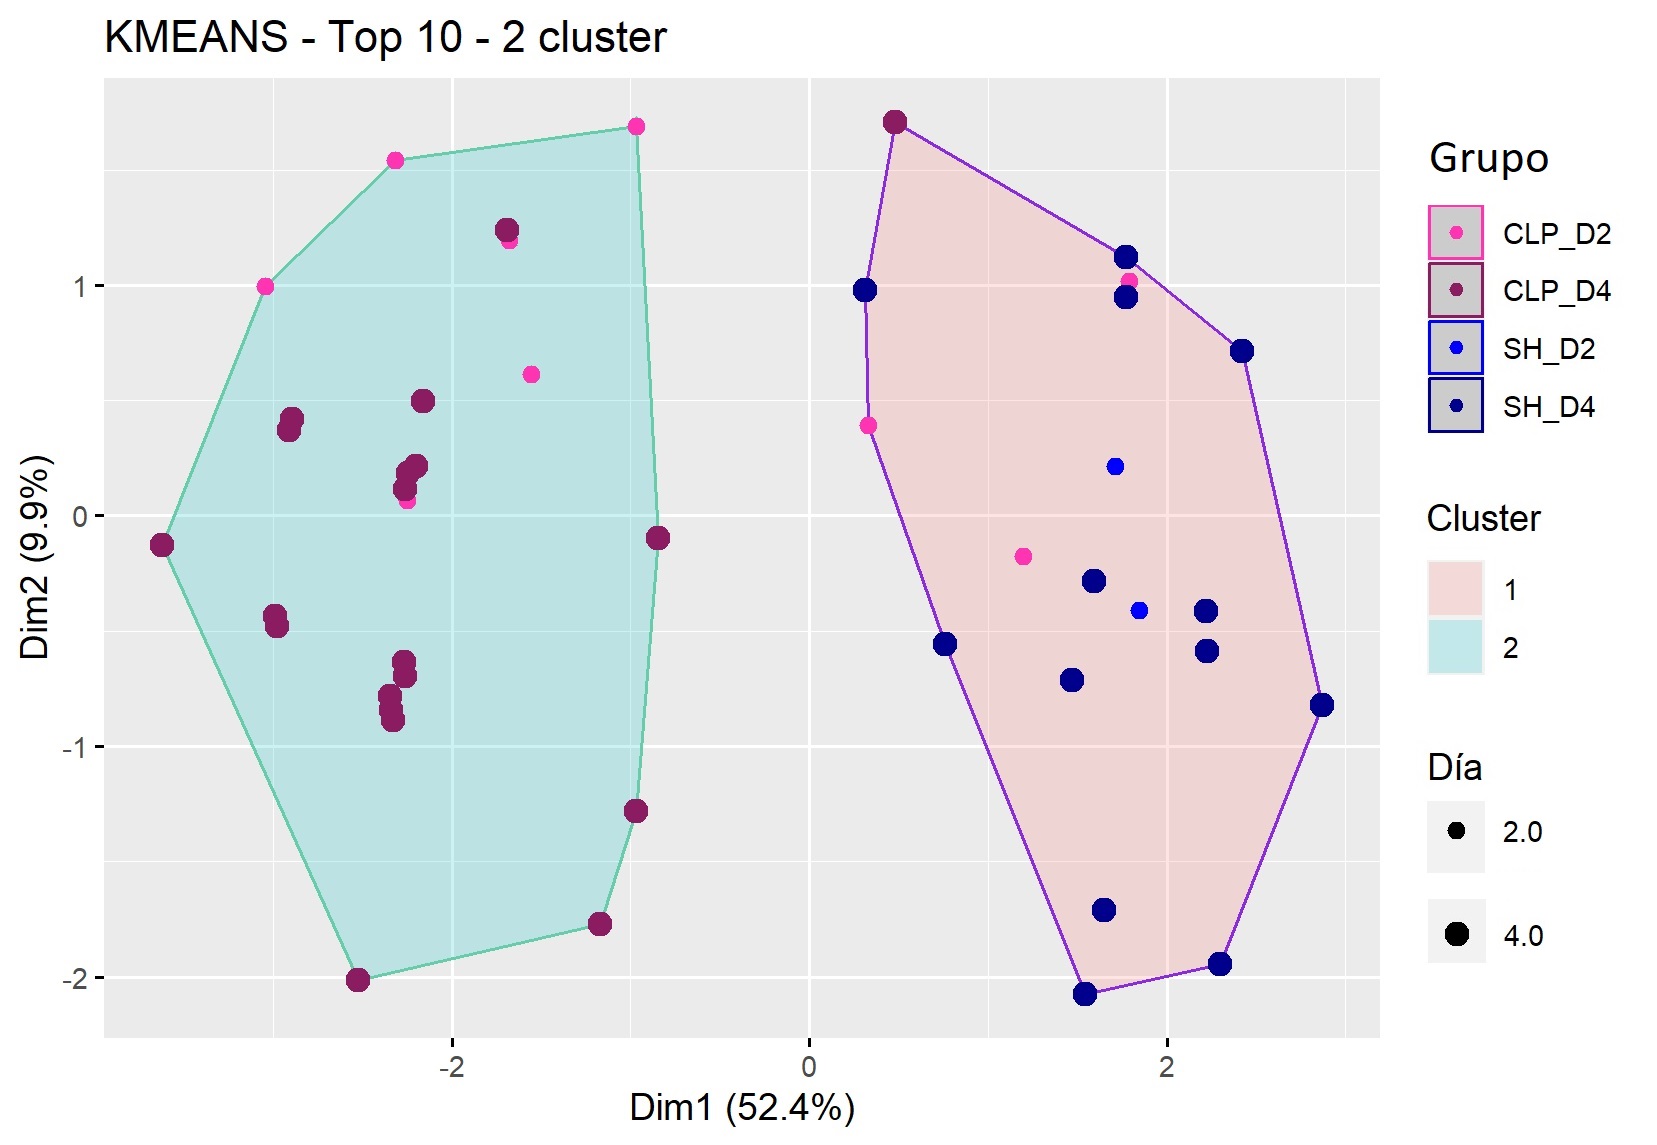 KMEANS - Top 10 - 2 cluster
1
0
-1
-2
Dim2 (9.9%)
-2
0
2
Dim1 (52.4%)
Grupo
CLP_D2
CLP_D4
SH_D2
SH_D4
Cluster
1
2
Día
2.0
4.0